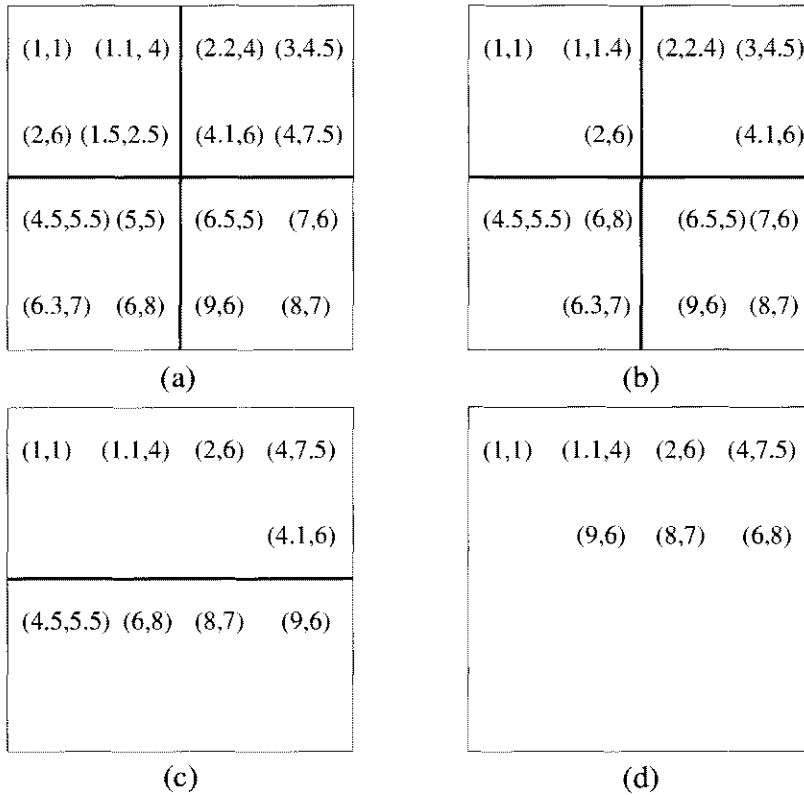 (1,1) (1.1, 4) (2.2,4) (3,4.5)
(2,6) (1.5,2.5) (4.1,6) (4,7.5)
(4.5,5.5) (5,5) (6.5,5) (7,6)
(6.3,7) (6,8) (9,6) (8,7)
(a)
(1,1) (1,1.4) (2,2.4) (3,4.5)
(2,6) (4.1,6)
(4.5,5.5) (6,8) (6.5,5) (7,6)
(6.3,7) (9,6) (8,7)
(b)
(1,1) (1.1,4) (2,6) (4,7.5)
(4.1,6)
(4.5,5.5) (6,8) (8,7) (9,6)
(c)
(1,1) (1.1,4) (2,6) (4,7.5)
(9,6) (8,7) (6,8)
(d)